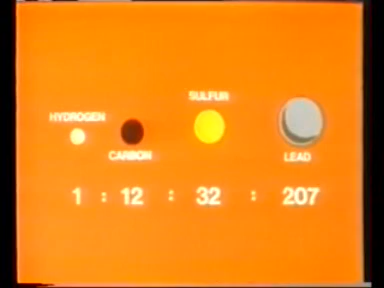 SULFUR
HYDROGEN
CARBON
LEAD
1 : 12 : 32 : 207